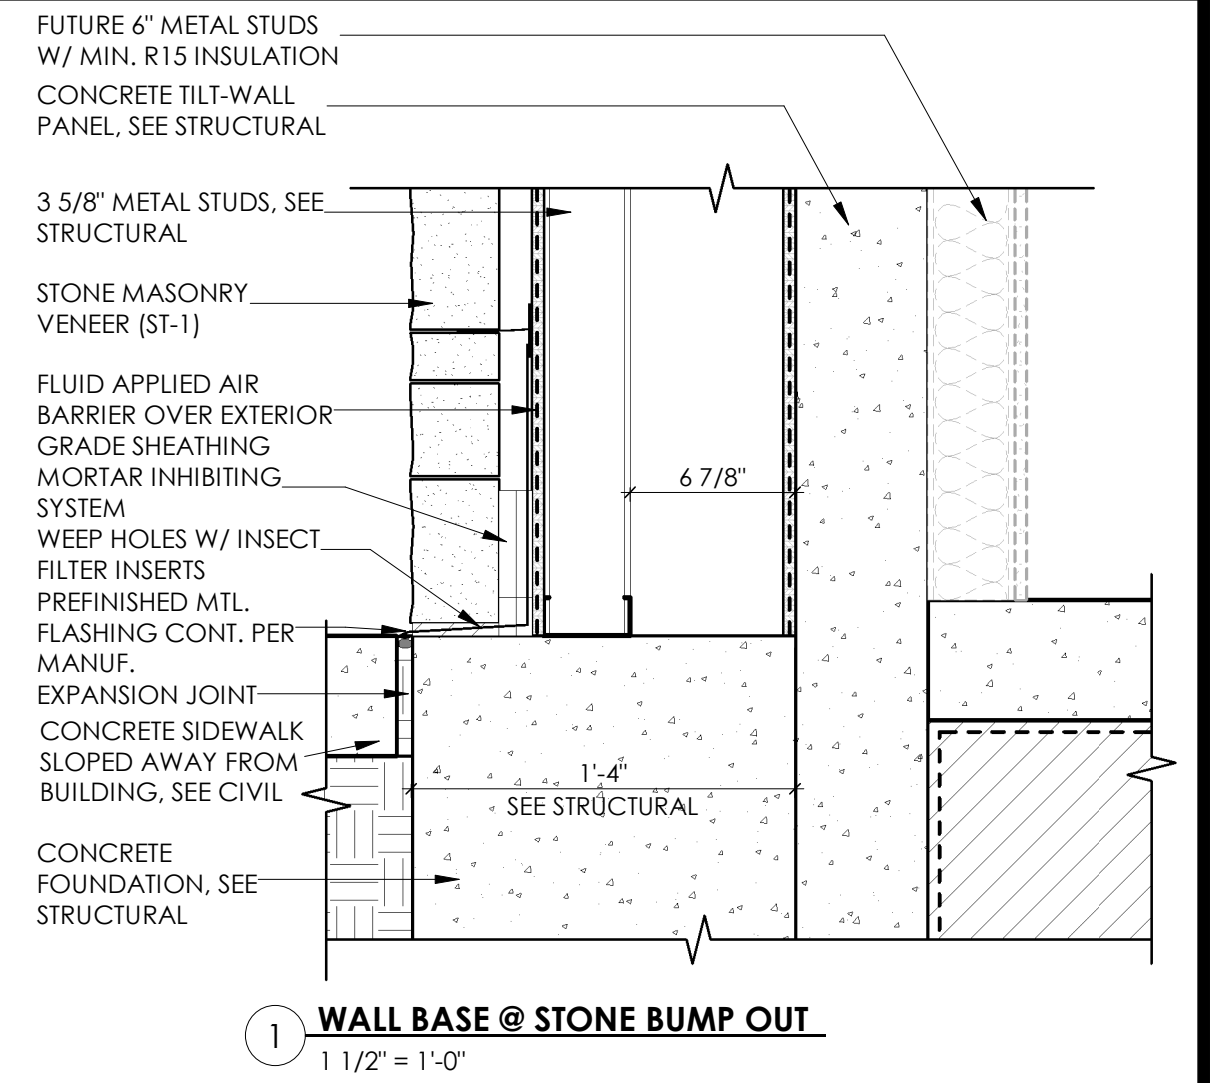 FUTURE 6" METAL STUDS
W/ MIN. R15 INSULATION
CONCRETE TILT-WALL
PANEL, SEE STRUCTURAL
3 5/8" METAL STUDS, SEE
STRUCTURAL
STONE MASONRY
VENEER (ST-1)
FLUID APPLIED AIR
BARRIER OVER EXTERIOR
GRADE SHEATHING
MORTAR INHIBITING
SYSTEM
WEEP HOLES W/ INSECT
FILTER INSERTS
PREFINISHED MTL.
FLASHING CONT. PER
MANUF.
EXPANSION JOINT
CONCRETE SIDEWALK
SLOPED AWAY FROM
BUILDING, SEE CIVIL
CONCRETE
FOUNDATION, SEE
STRUCTURAL
6 7/8"
1'-4"
SEE STRUCTURAL
1
WALL BASE @ STONE BUMP OUT
1 1/2" = 1'-0"